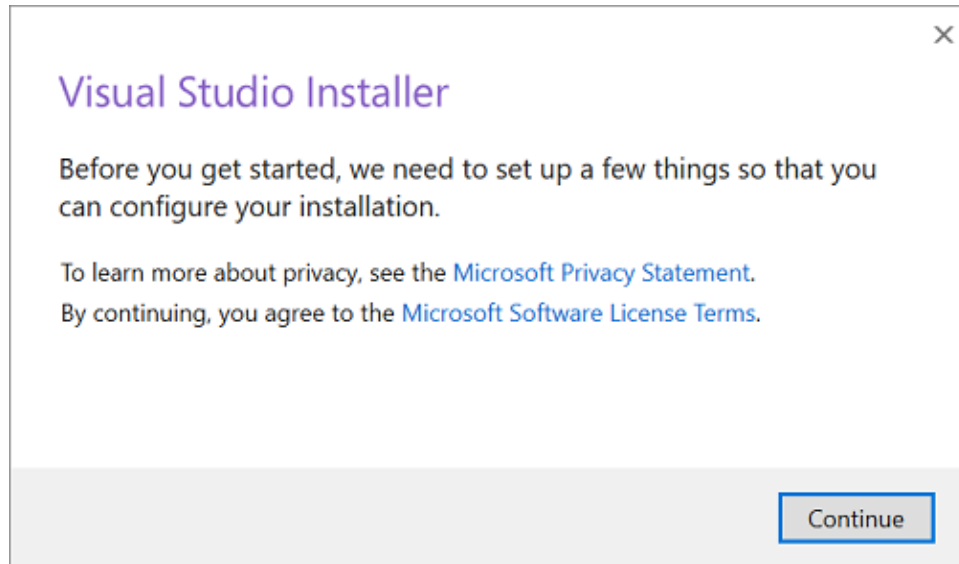 Visual Studio Installer
Before you get started, we need to set up a few things so that you
can configure your installation.
To learn more about privacy, see the Microsoft Privacy Statement.
By continuing, you agree to the Microsoft Software License Terms.
Continue